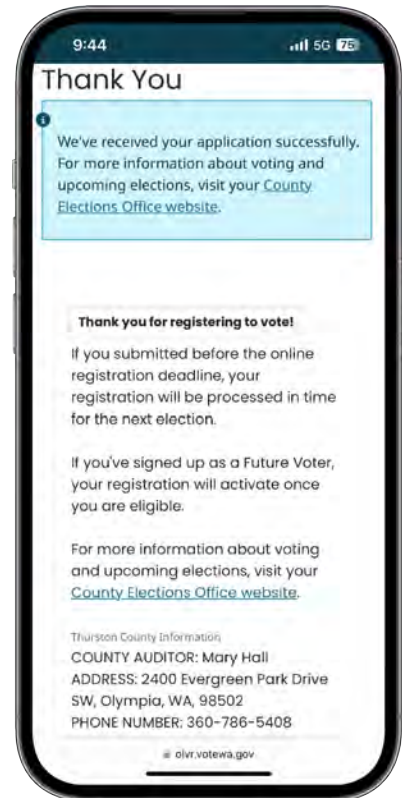 9:44
5G 75
Thank You
We've received your application successfully.
For more information about voting and
upcoming elections, visit your County
Elections Office website.
Thank you for registering to vote!
If you submitted before the online
registration deadline, your
registration will be processed in time
for the next election.
If you've signed up as a Future Voter,
your registration will activate once
you are eligible.
For more information about voting
and upcoming elections, visit your
County Elections Office website.
Thurston County Information
COUNTY AUDITOR: Mary Hall
ADDRESS: 2400 Evergreen Park Drive
SW, Olympia, WA, 98502
PHONE NUMBER: 360-786-5408
olvr.votewa.gov